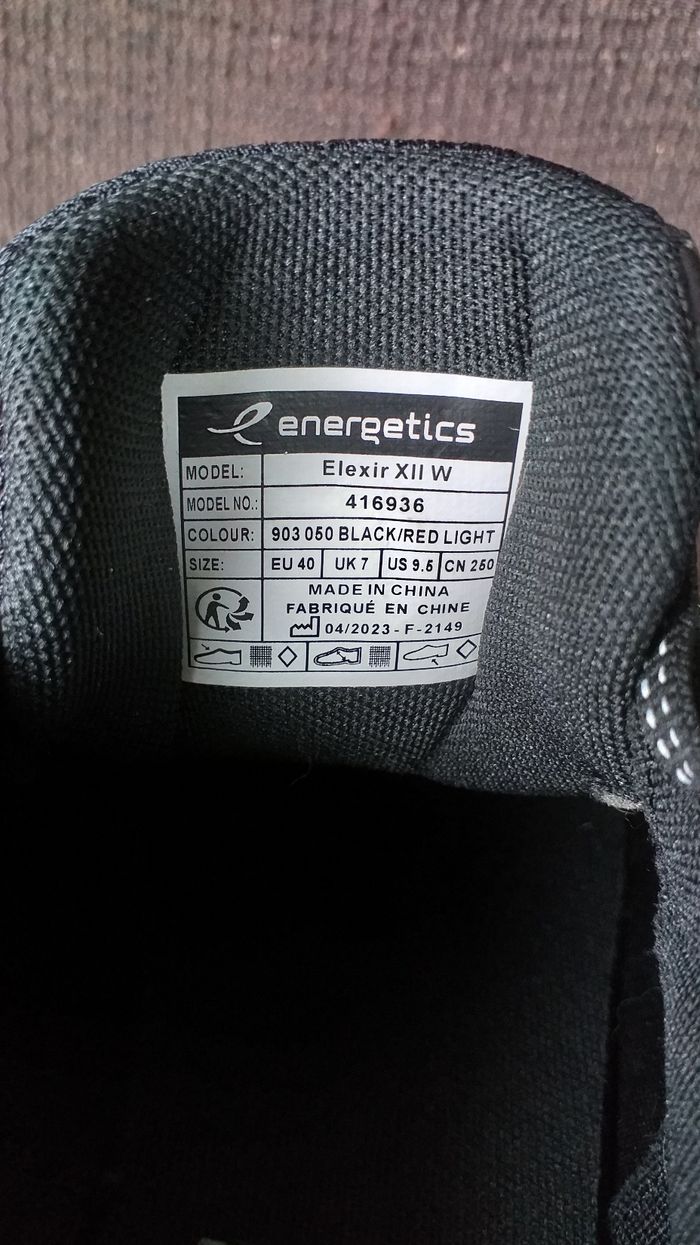 energetics
MODEL: Elexir XII W
MODEL NO.: 416936
COLOUR: 903 050 BLACK/RED LIGHT
SIZE: EU 40 UK 7 US 9.5 CN 250
MADE IN CHINA
FABRIQUÉ EN CHINE
04/2023 - F - 2149